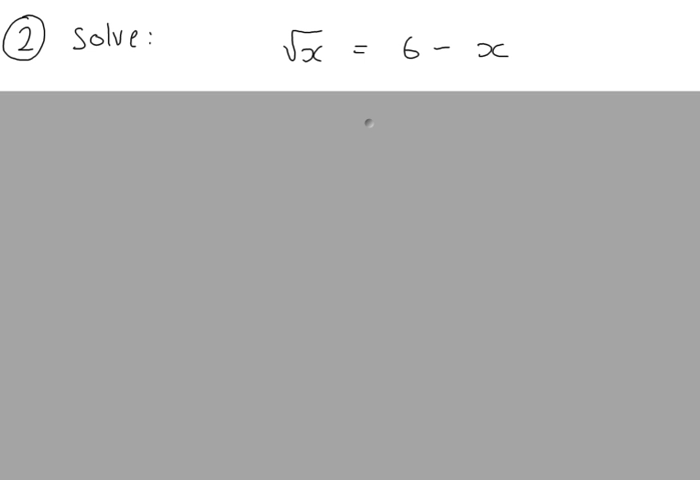 ② Solve: √x = 6 - x